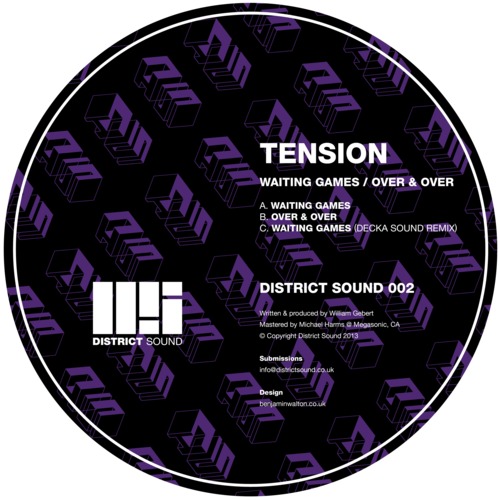 TENSION
WAITING GAMES / OVER & OVER
A. WAITING GAMES
B. OVER & OVER
C. WAITING GAMES (DECKA SOUND REMIX)
DISTRICT SOUND 002
Written & produced by William Gebert
Mastered by Michael Harms @ Megasonic, CA
© Copyright District Sound 2013
DISTRICT SOUND
Submissions
info@districtsound.co.uk
Design
benjaminwalton.co.uk